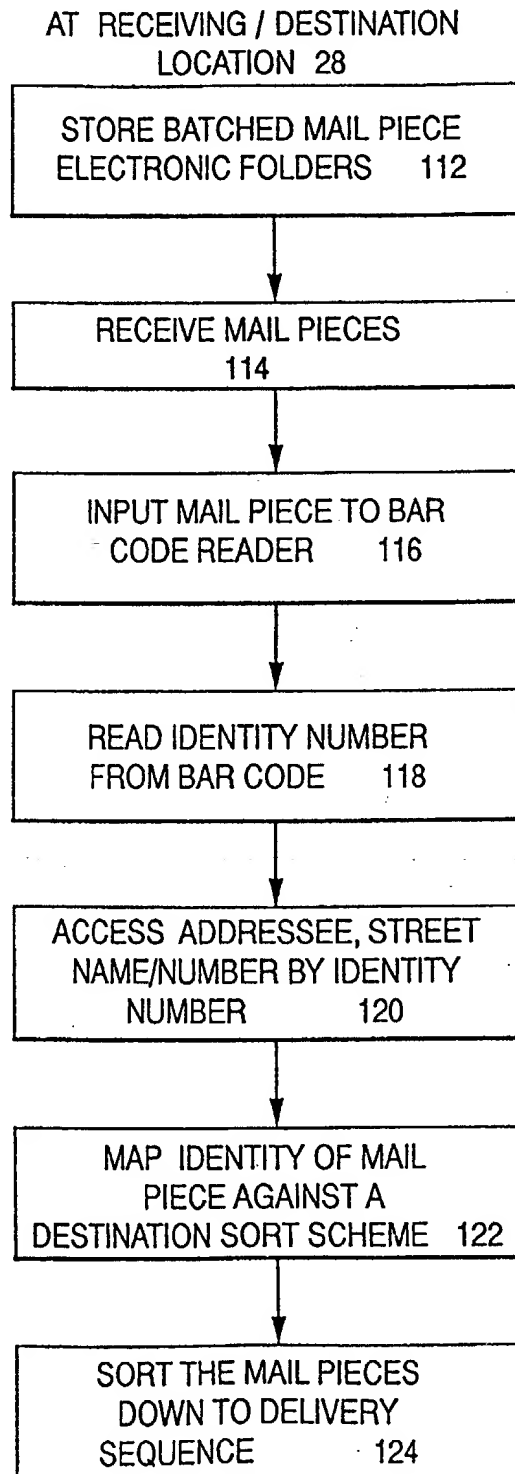 AT RECEIVING / DESTINATION
LOCATION 28
STORE BATCHED MAIL PIECE
ELECTRONIC FOLDERS 112
RECEIVE MAIL PIECES
114
INPUT MAIL PIECE TO BAR
CODE READER 116
READ IDENTITY NUMBER
FROM BAR CODE 118
ACCESS ADDRESSEE, STREET
NAME/NUMBER BY IDENTITY
NUMBER 120
MAP IDENTITY OF MAIL
PIECE AGAINST A
DESTINATION SORT SCHEME 122
SORT THE MAIL PIECES
DOWN TO DELIVERY
SEQUENCE 124